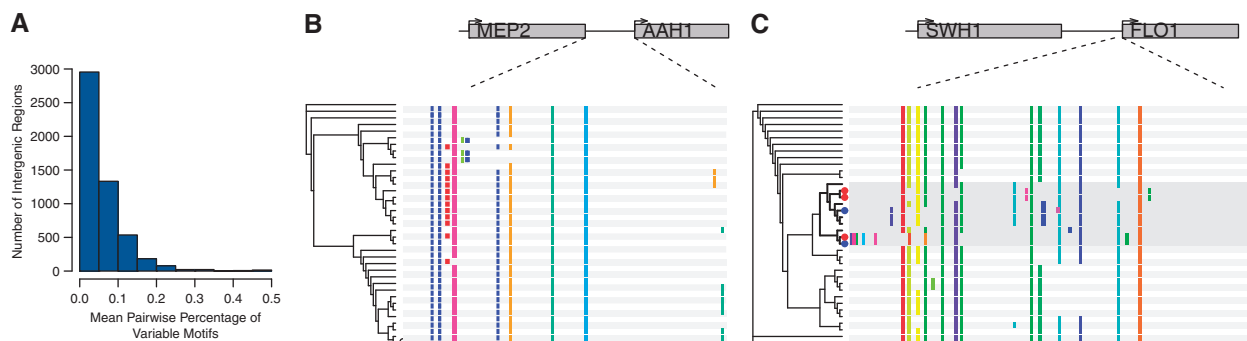 A
Number of Intergenic Regions
3000
2500
2000
1500
1000
500
0
0.0 0.1 0.2 0.3 0.4 0.5
Mean Pairwise Percentage of
Variable Motifs
B
MEP2
AAH1
C
SWH1
FLO1